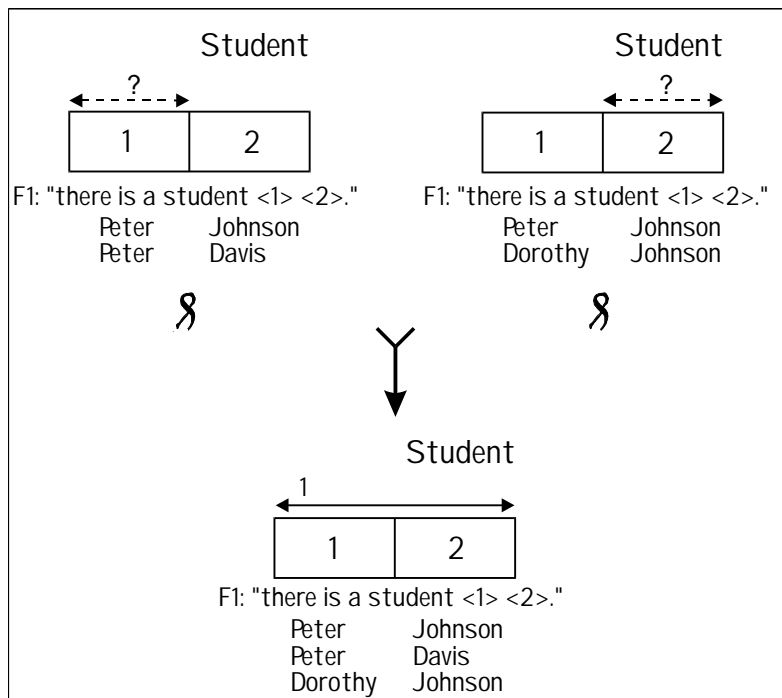 Student
?
1 2
F1: "there is a student <1> <2>."
Peter Johnson
Peter Davis
Student
?
1 2
F1: "there is a student <1> <2>."
Peter Johnson
Dorothy Johnson
Student
1
1 2
F1: "there is a student <1> <2>."
Peter Johnson
Peter Davis
Dorothy Johnson